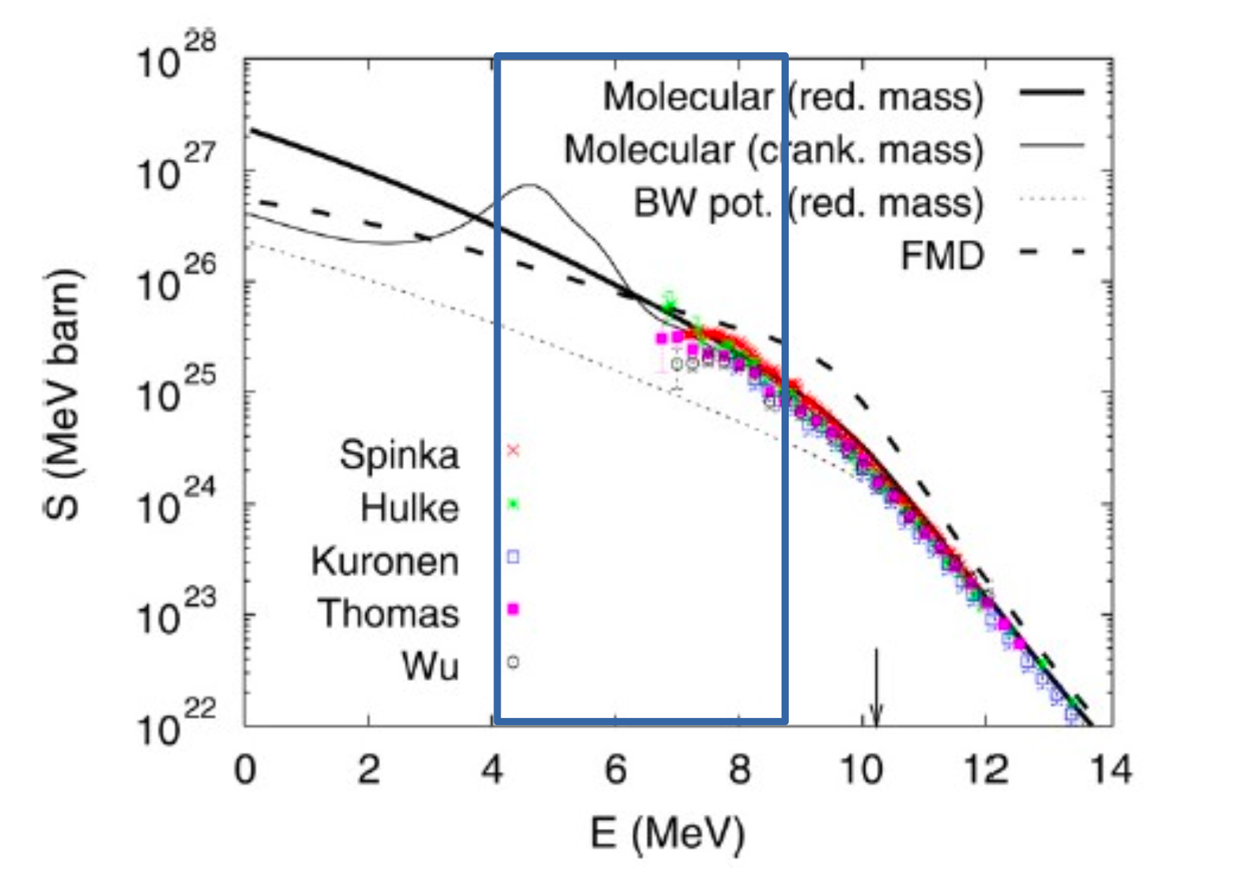 10^28
10^27
10^26
10^25
10^24
10^23
10^22
S (MeV barn)
Molecular (red. mass)
Molecular (crank. mass)
BW pot. (red. mass)
FMD
Spinka
Hulke
Kuronen
Thomas
Wu
0 2 4 6 8 10 12 14
E (MeV)